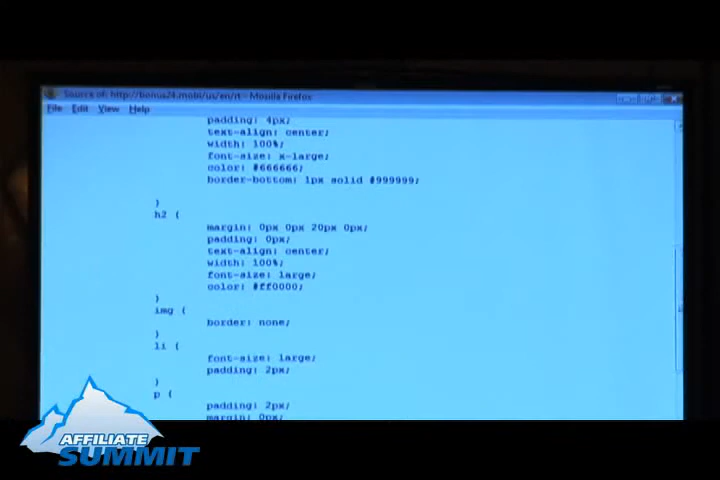 Source of: http://bonus24.mobi/us/en/rt - Mozilla Firefox
File Edit View Help
padding: 4px;
text-align: center;
width: 100%;
font-size: x-large;
color: #666666;
border-bottom: 1px solid #999999;
}
h2 {
margin: 0px 0px 20px 0px;
padding: 0px;
text-align: center;
width: 100%;
font-size: large;
color: #ff0000;
}
img {
border: none;
}
li {
font-size: large;
padding: 2px;
}
p {
padding: 2px;
margin: 0px;
AFFILIATE
SUMMIT